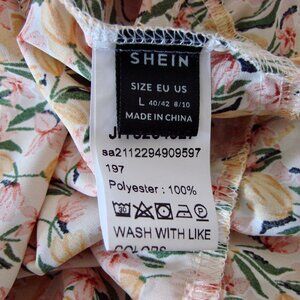 SHEIN
SIZE EU US
L 40/42 8/10
MADE IN CHINA
sa2112294909597
197
Polyester : 100%
WASH WITH LIKE
COLORS